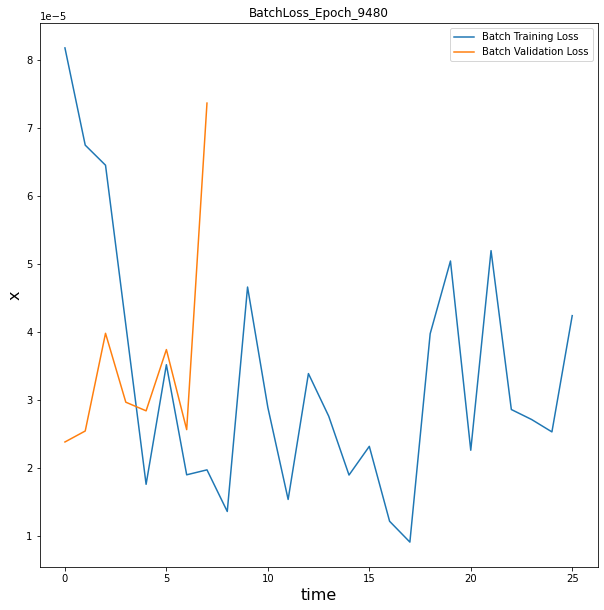 BatchLoss_Epoch_9480
1e−5
Batch Training Loss
Batch Validation Loss
8
7
6
5
4
3
2
1
x
0 5 10 15 20 25
time